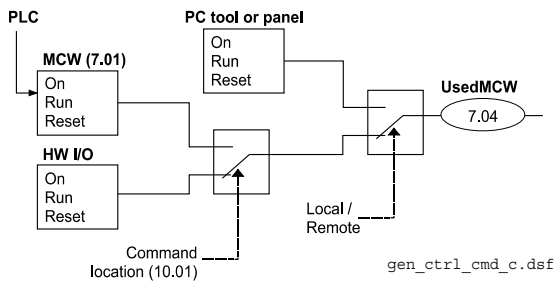 PLC
PC tool or panel
On
Run
Reset
MCW (7.01)
On
Run
Reset
UsedMCW
7.04
HW I/O
On
Run
Reset
Local /
Remote
Command
location (10.01)
gen_ctrl_cmd_c.dsf